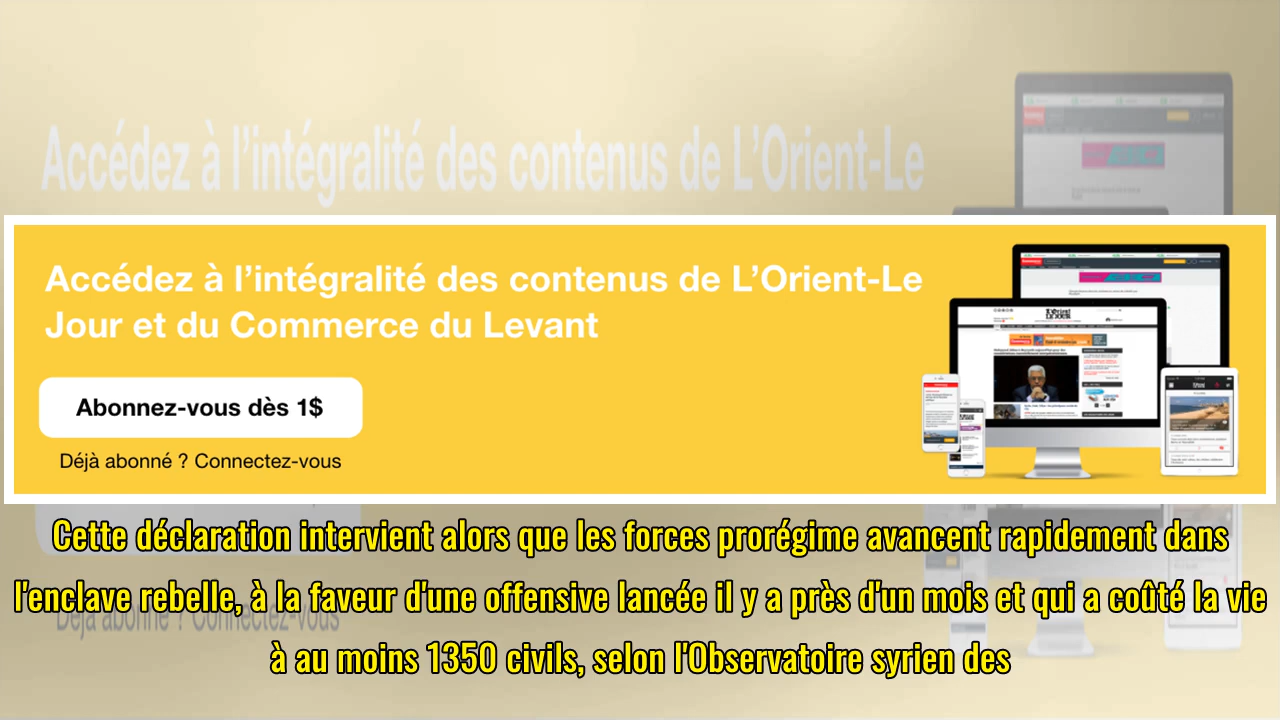 Accédez à l'intégralité des contenus de L'Orient-Le
Accédez à l'intégralité des contenus de L'Orient-Le
Jour et du Commerce du Levant
Abonnez-vous dès 1$
Déjà abonné ? Connectez-vous
Cette déclaration intervient alors que les forces prorégime avancent rapidement dans
l'enclave rebelle, à la faveur d'une offensive lancée il y a près d'un mois et qui a coûté la vie
Déjà abonné ? Connectez-vous
à au moins 1350 civils, selon l'Observatoire syrien des